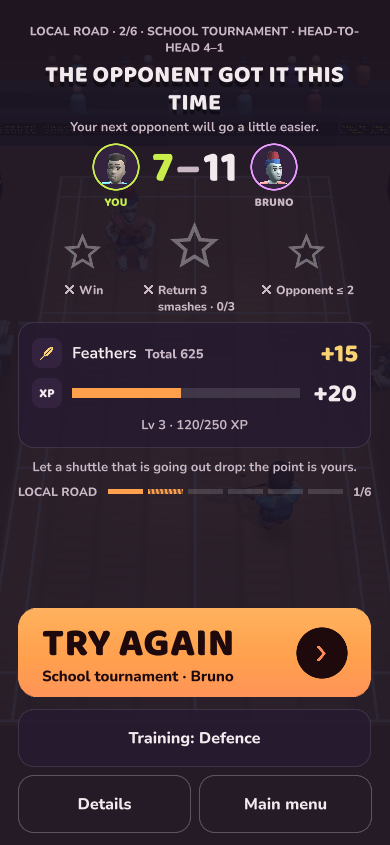 LOCAL ROAD · 2/6 · SCHOOL TOURNAMENT · HEAD-TO-
HEAD 4–1
THE OPPONENT GOT IT THIS
TIME
Your next opponent will go a little easier.
7–11
YOU
BRUNO
✕ Win
✕ Return 3
smashes · 0/3
✕ Opponent ≤ 2
Feathers Total 625 +15
XP +20
Lv 3 · 120/250 XP
Let a shuttle that is going out drop: the point is yours.
LOCAL ROAD 1/6
TRY AGAIN
School tournament · Bruno
Training: Defence
Details
Main menu